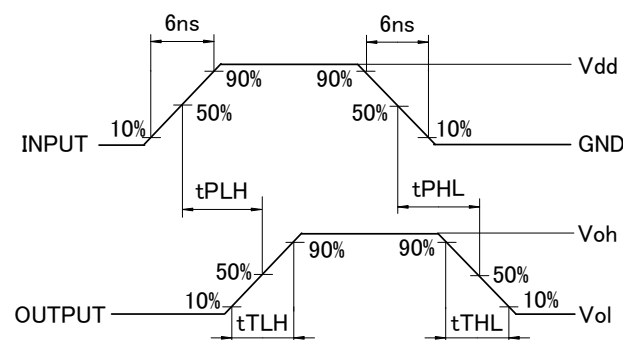 6ns 6ns
90% 90% Vdd
50% 50%
INPUT 10% 10% GND
tPLH tPHL
90% 90% Voh
50% 50%
OUTPUT 10% 10% Vol
tTLH tTHL